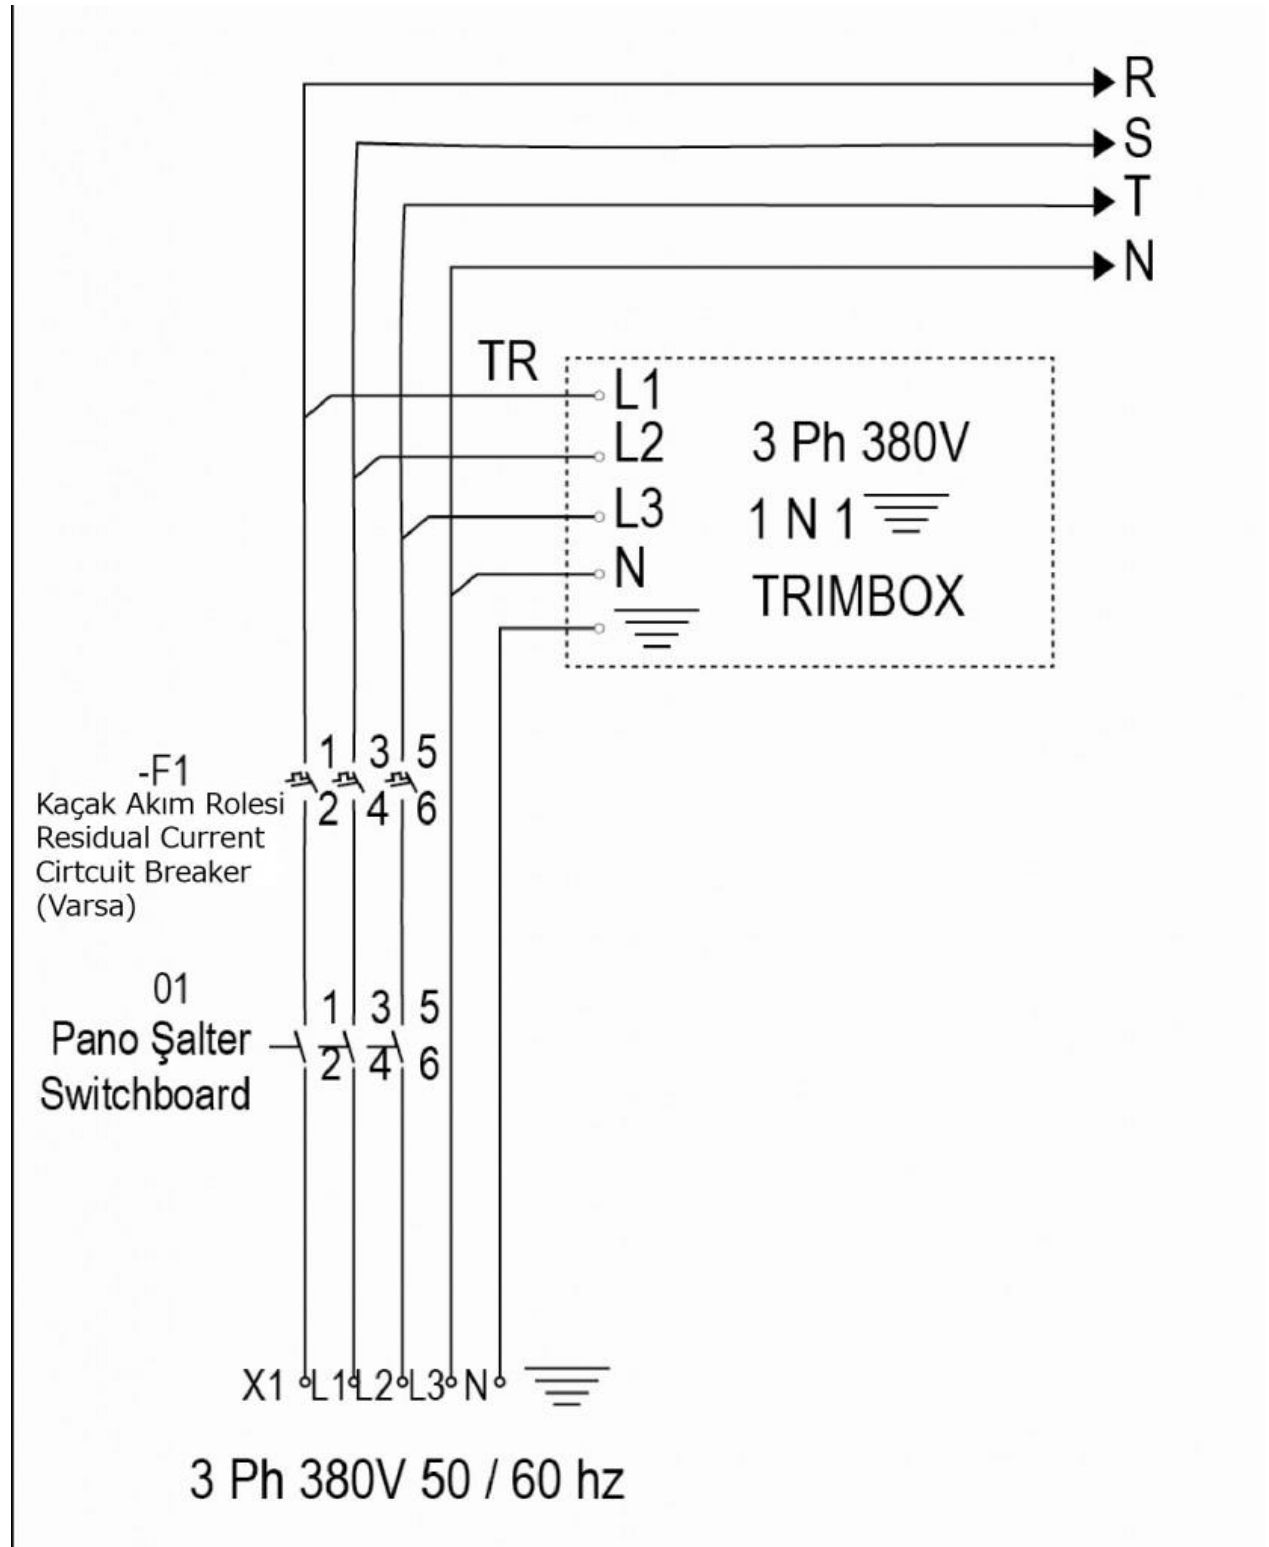 R
S
T
N
TR
L1
L2
L3
N
3 Ph 380V
1 N 1
TRIMBOX
1 3 5
-F1
2 4 6
Kaçak Akım Rolesi
Residual Current
Cirtcuit Breaker
(Varsa)
01
1 3 5
Pano Şalter
2 4 6
Switchboard
X1 L1 L2 L3 N
3 Ph 380V 50 / 60 hz